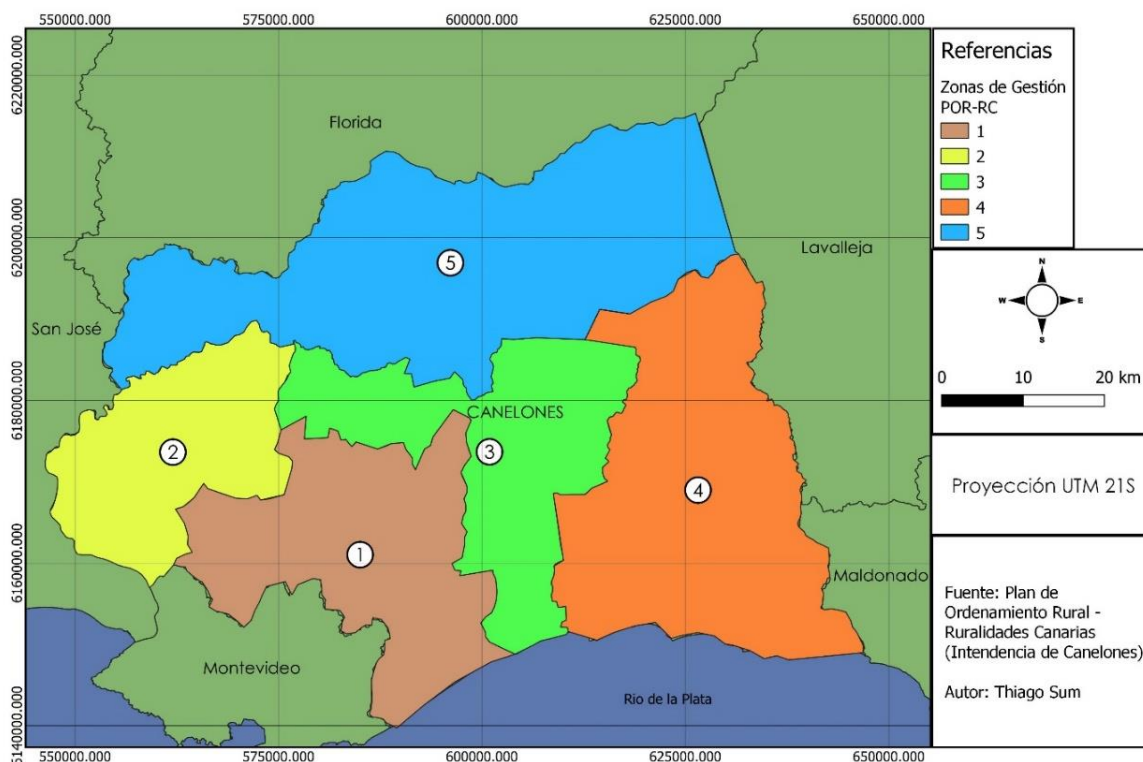 550000.000 575000.000 600000.000 625000.000 650000.000
6220000.000
6200000.000
6180000.000
6160000.000
6140000.000
Florida
Lavalleja
5
San José
CANELONES
2
3
4
1
Maldonado
Montevideo
Rio de la Plata
550000.000 575000.000 600000.000 625000.000 650000.000
Referencias
Zonas de Gestión
POR-RC
1
2
3
4
5
N
W E
S
0 10 20 km
Proyección UTM 21S
Fuente: Plan de
Ordenamiento Rural -
Ruralidades Canarias
(Intendencia de Canelones)
Autor: Thiago Sum